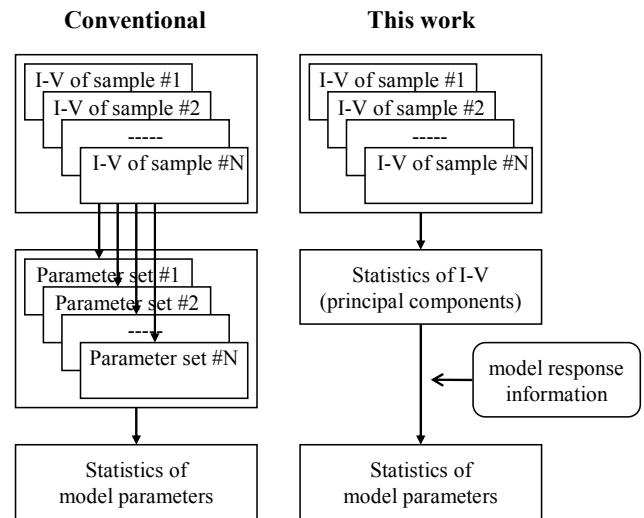 Conventional
I-V of sample #1
I-V of sample #2
-----
I-V of sample #N
Parameter set #1
Parameter set #2
-----
Parameter set #N
Statistics of
model parameters
This work
I-V of sample #1
I-V of sample #2
-----
I-V of sample #N
Statistics of I-V
(principal components)
model response
information
Statistics of
model parameters